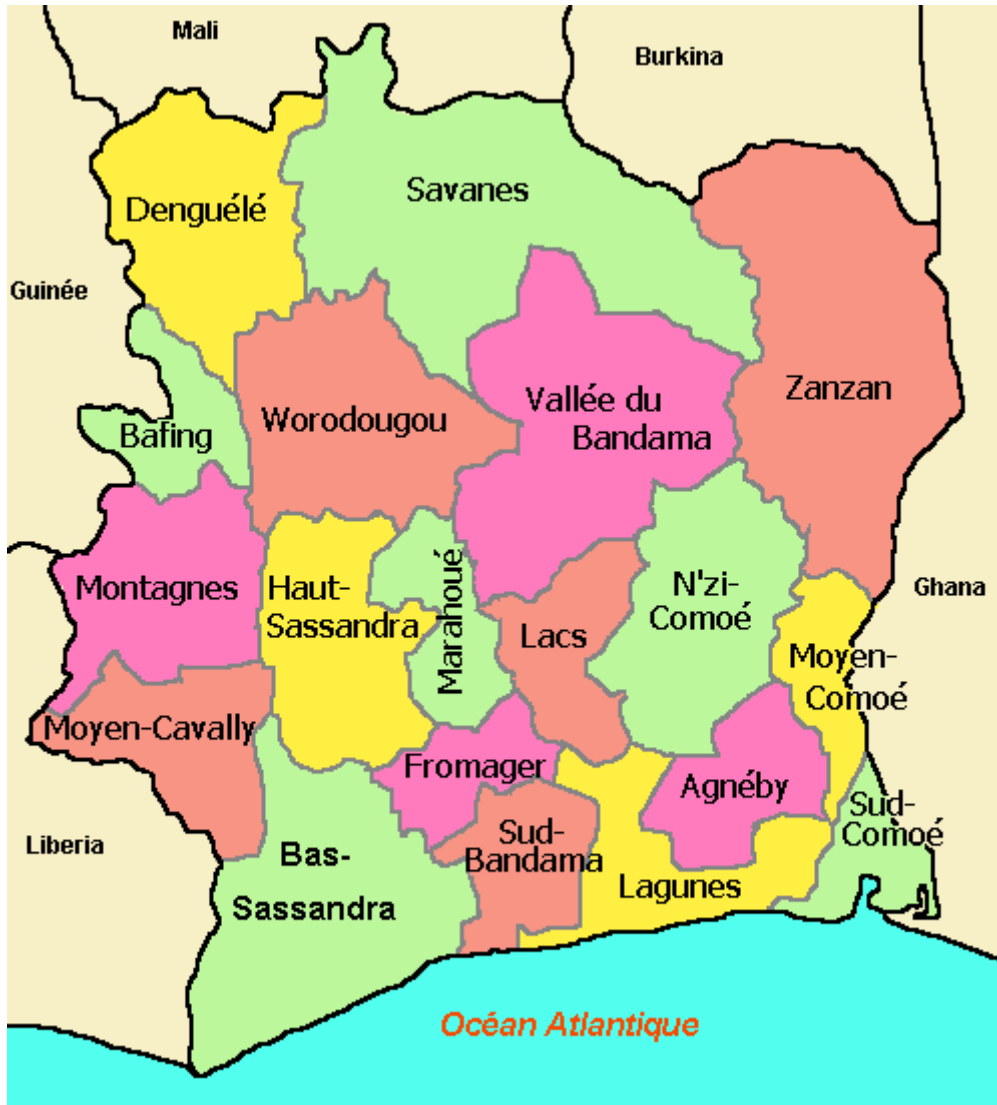 Mali
Burkina
Savanes
Denguélé
Guinée
Zanzan
Vallée du
Bandama
Worodougou
Bafing
Montagnes
Haut-
Sassandra
Marahoué
Lacs
N'zi-
Comoé
Ghana
Moyen-
Comoé
Moyen-Cavally
Fromager
Agnéby
Sud-
Comoé
Liberia
Bas-
Sassandra
Sud-
Bandama
Lagunes
Océan Atlantique